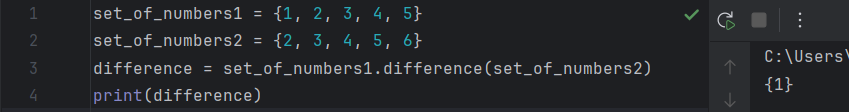 1 set_of_numbers1 = {1, 2, 3, 4, 5}
2 set_of_numbers2 = {2, 3, 4, 5, 6}
3 difference = set_of_numbers1.difference(set_of_numbers2)
4 print(difference)
C:\Users\
{1}